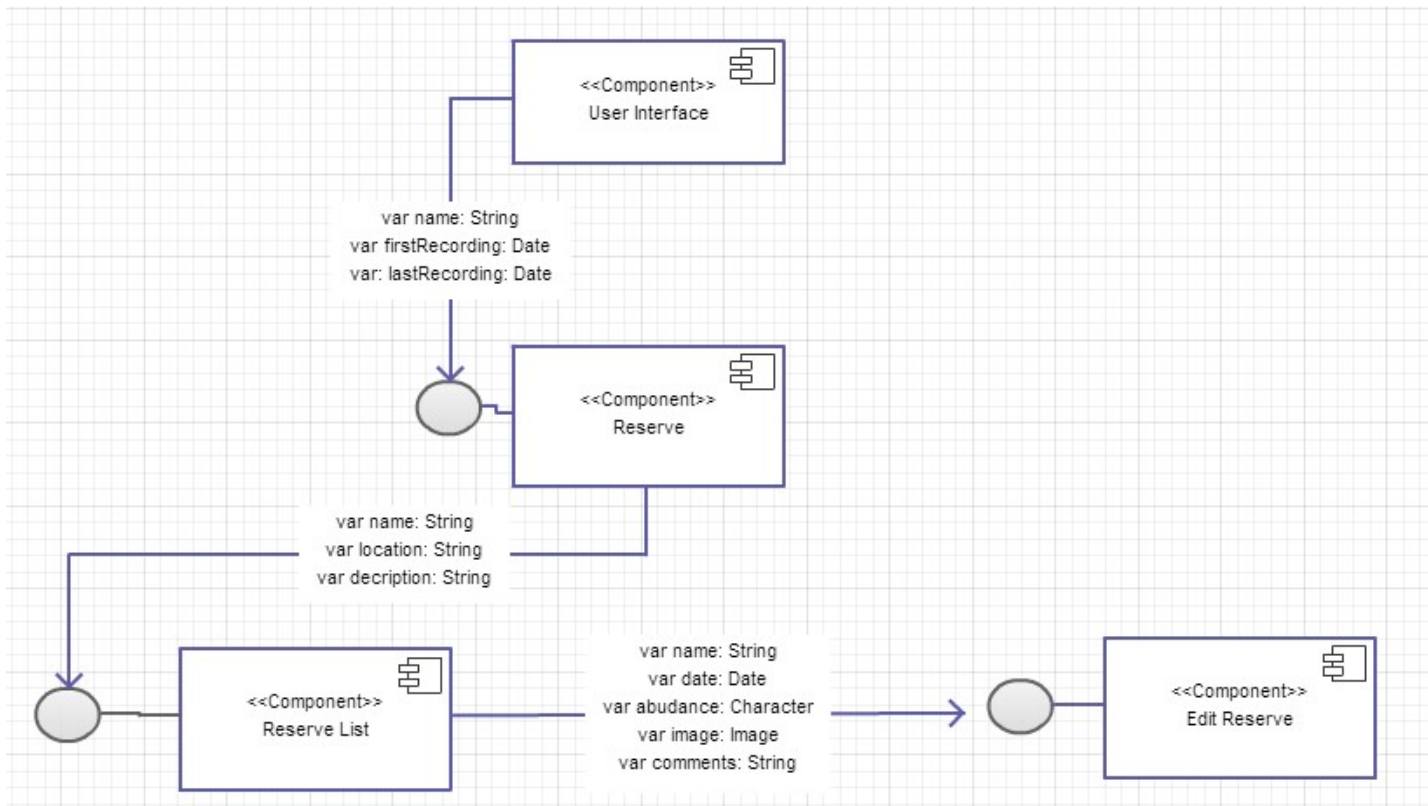 <<Component>>
User Interface
var name: String
var firstRecording: Date
var: lastRecording: Date
<<Component>>
Reserve
var name: String
var location: String
var decription: String
<<Component>>
Reserve List
var name: String
var date: Date
var abudance: Character
var image: Image
var comments: String
<<Component>>
Edit Reserve